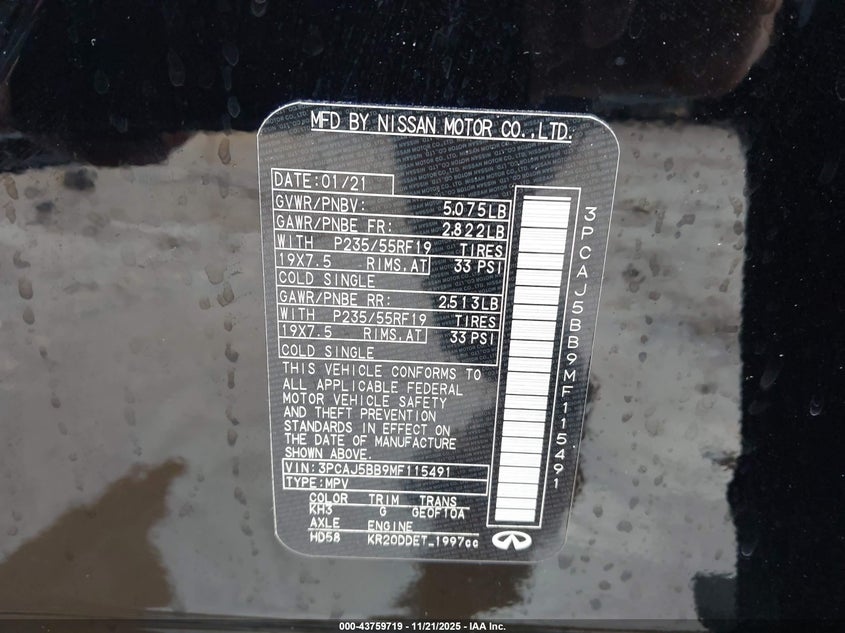 MFD BY NISSAN MOTOR CO.,LTD.
DATE:01/21
GVWR/PNBV: 5.075LB
GAWR/PNBE FR: 2.822LB
WITH P235/55RF19 TIRES
19X7.5 RIMS.AT 33 PSI
COLD SINGLE
GAWR/PNBE RR: 2.513LB
WITH P235/55RF19 TIRES
19X7.5 RIMS.AT 33 PSI
COLD SINGLE
THIS VEHICLE CONFORMS TO
ALL APPLICABLE FEDERAL
MOTOR VEHICLE SAFETY
AND THEFT PREVENTION
STANDARDS IN EFFECT ON
THE DATE OF MANUFACTURE
SHOWN ABOVE.
VIN:3PCAJ5BB9MF115491
TYPE:MPV
COLOR TRIM TRANS
KH3 G GE0F10A
AXLE ENGINE
HD58 KR20DDET_1997cc
3PCAJ5BB9MF115491
000-43759719 - 11/21/2025 - IAA Inc.